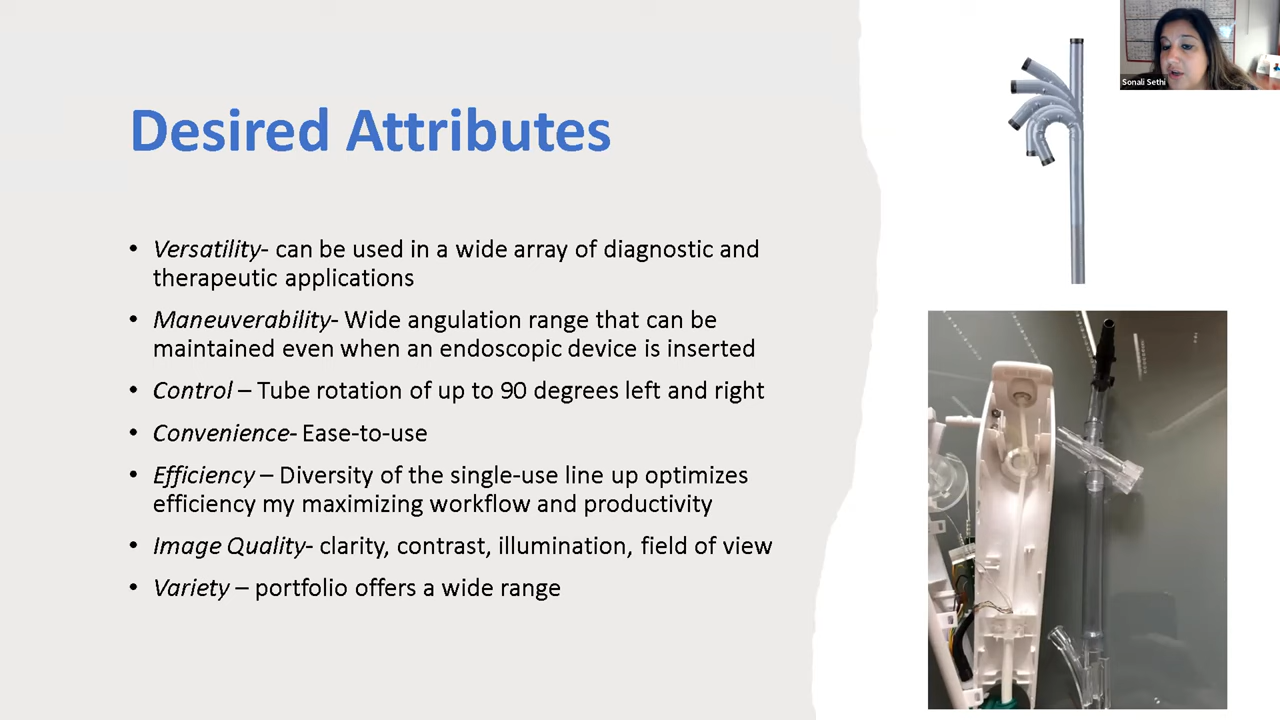 Sonali Sethi
Desired Attributes
• Versatility- can be used in a wide array of diagnostic and
therapeutic applications
• Maneuverability- Wide angulation range that can be
maintained even when an endoscopic device is inserted
• Control – Tube rotation of up to 90 degrees left and right
• Convenience- Ease-to-use
• Efficiency – Diversity of the single-use line up optimizes
efficiency my maximizing workflow and productivity
• Image Quality- clarity, contrast, illumination, field of view
• Variety – portfolio offers a wide range